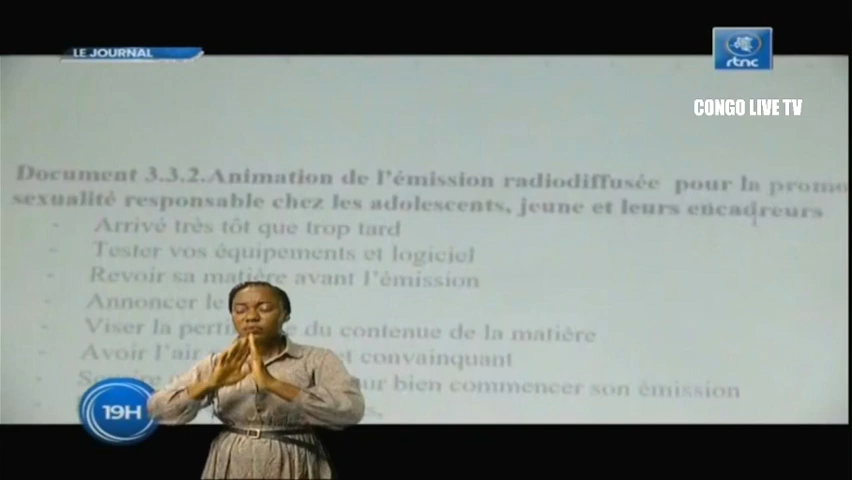 LE JOURNAL
rtnc
CONGO LIVE TV
Document 3.3.2.Animation de l'émission radiodiffusée pour la promo
sexualité responsable chez les adolescents, jeune et leurs encadreurs
- Arrivé très tôt que trop tard
- Tester vos équipements et logiciel
- Revoir sa matière avant l'émission
- Annoncer le
- Viser la du contenue de la matière
- Avoir l'air et convainquant
- bien commencer son émission
19H